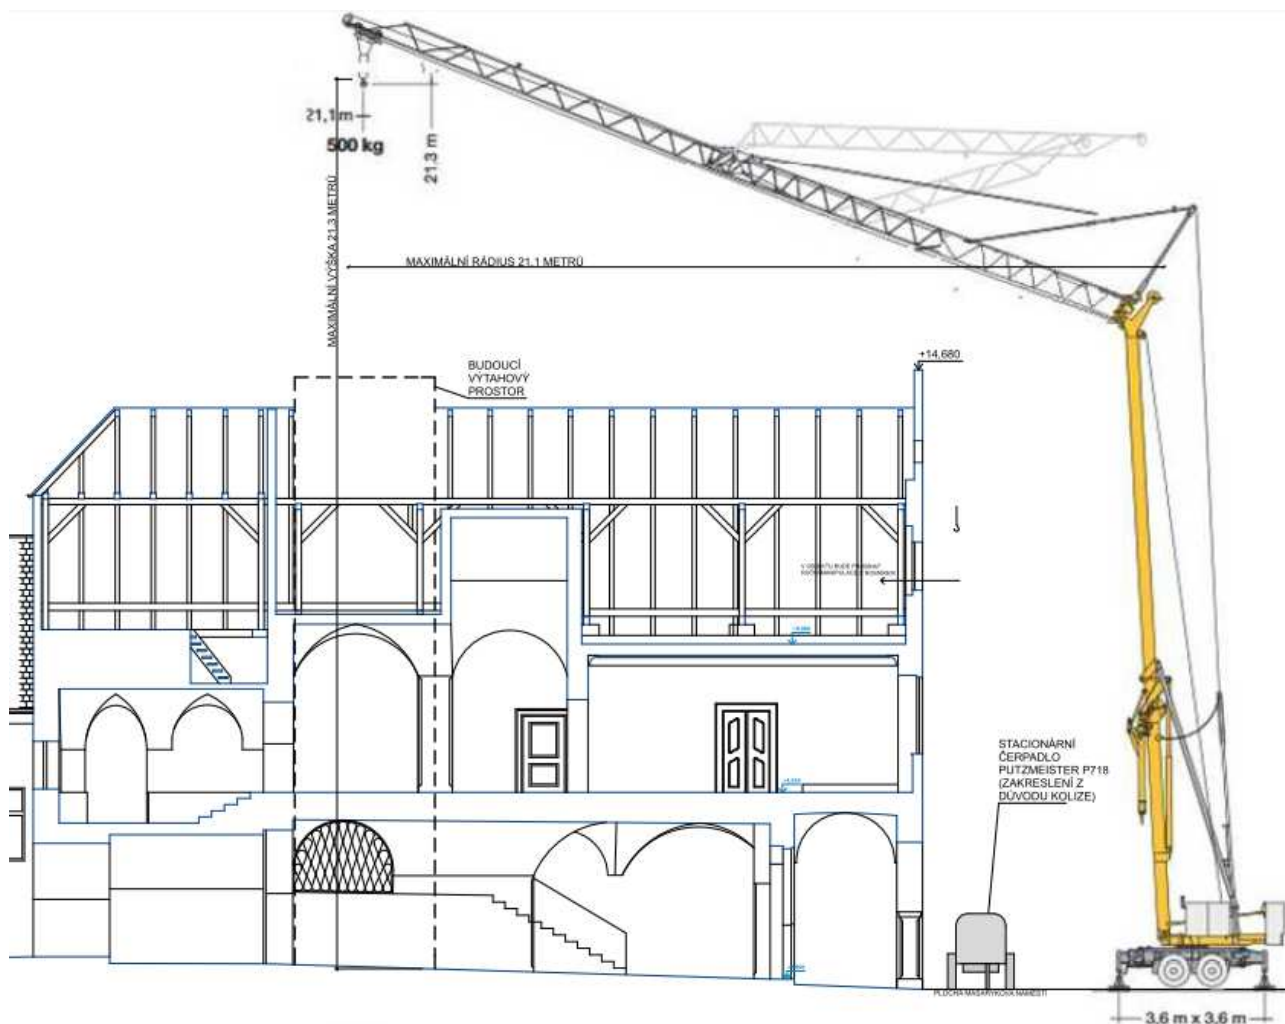 21,1m
500 kg
21.3 m
MAXIMÁLNÍ VÝŠKA 21.3 METRŮ
MAXIMÁLNÍ RÁDIUS 21.1 METRŮ
BUDOUCÍ
VÝTAHOVÝ
PROSTOR
+14,680
STACIONÁRNÍ
ČERPADLO
PUTZMEISTER P718
(ZAKRESLENÍ Z
DŮVODU KOLIZE)
PLOCHA MASARYKOVA NÁMĚSTÍ
3.6 m x 3.6 m